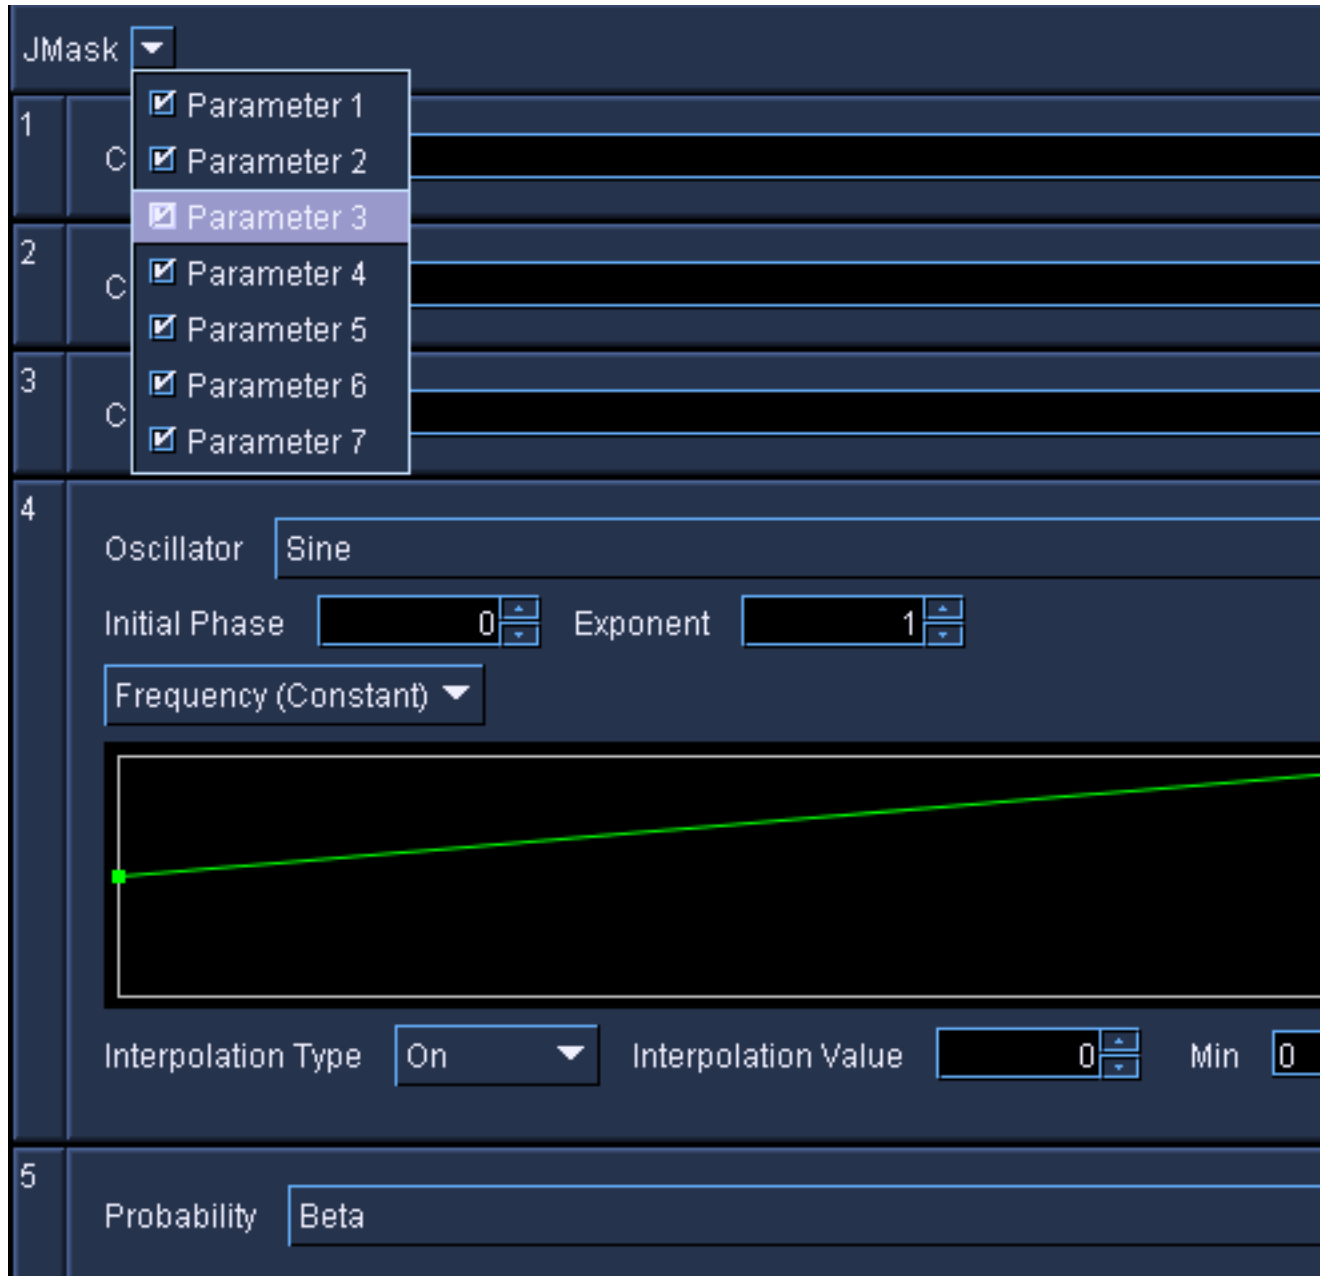 JMask
Parameter 1
Parameter 2
Parameter 3
Parameter 4
Parameter 5
Parameter 6
Parameter 7
1
C
2
C
3
C
4
Oscillator Sine
Initial Phase 0 Exponent 1
Frequency (Constant)
Interpolation Type On Interpolation Value 0 Min 0
5
Probability Beta